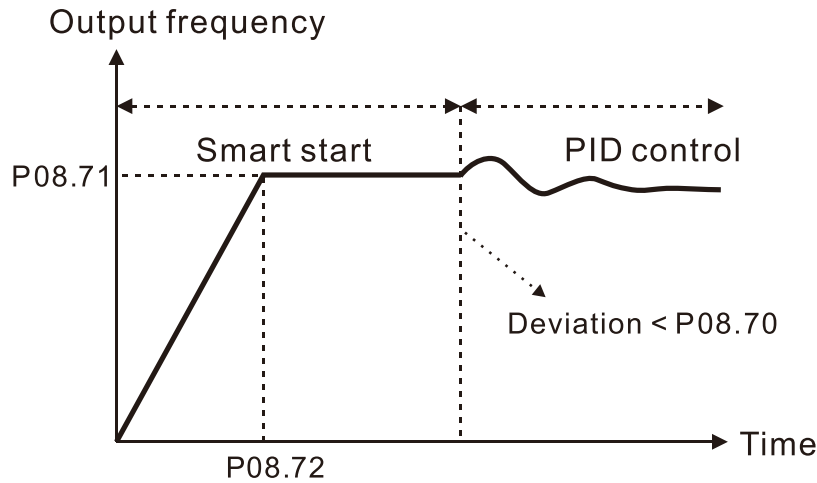 Output frequency
Smart start
PID control
P08.71
Deviation < P08.70
Time
P08.72